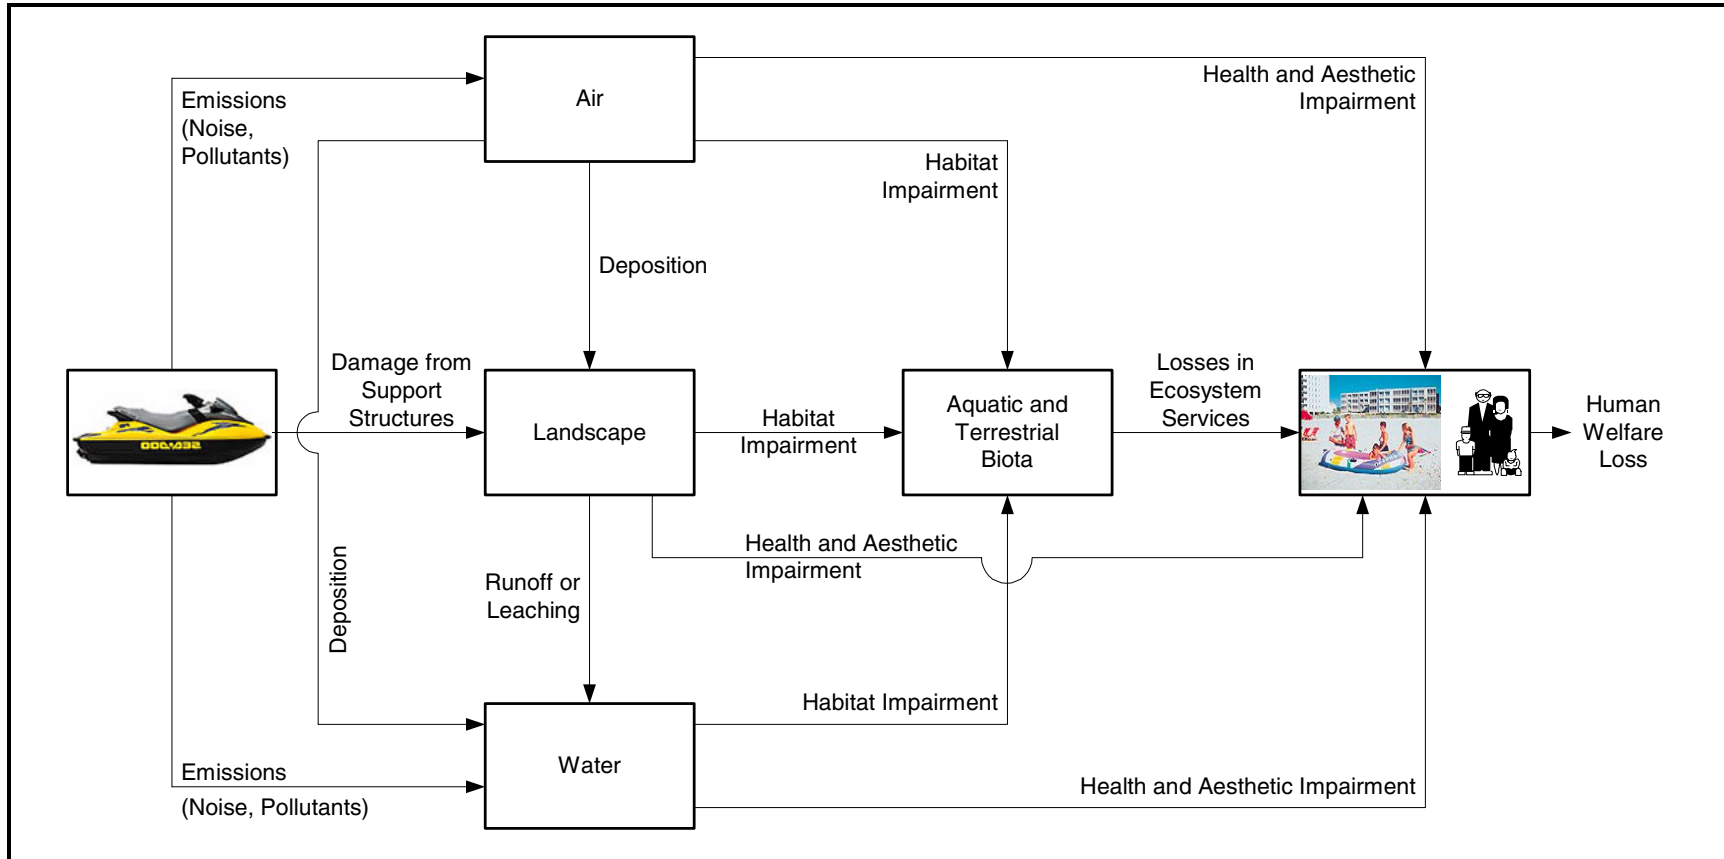 Air
Health and Aesthetic
Impairment
Emissions
(Noise,
Pollutants)
Habitat
Impairment
Deposition
Damage from
Support
Structures
Landscape
Habitat
Impairment
Aquatic and
Terrestrial
Biota
Losses in
Ecosystem
Services
Human
Welfare
Loss
Health and Aesthetic
Impairment
Runoff or
Leaching
Deposition
Habitat Impairment
Water
Emissions
(Noise, Pollutants)
Health and Aesthetic Impairment